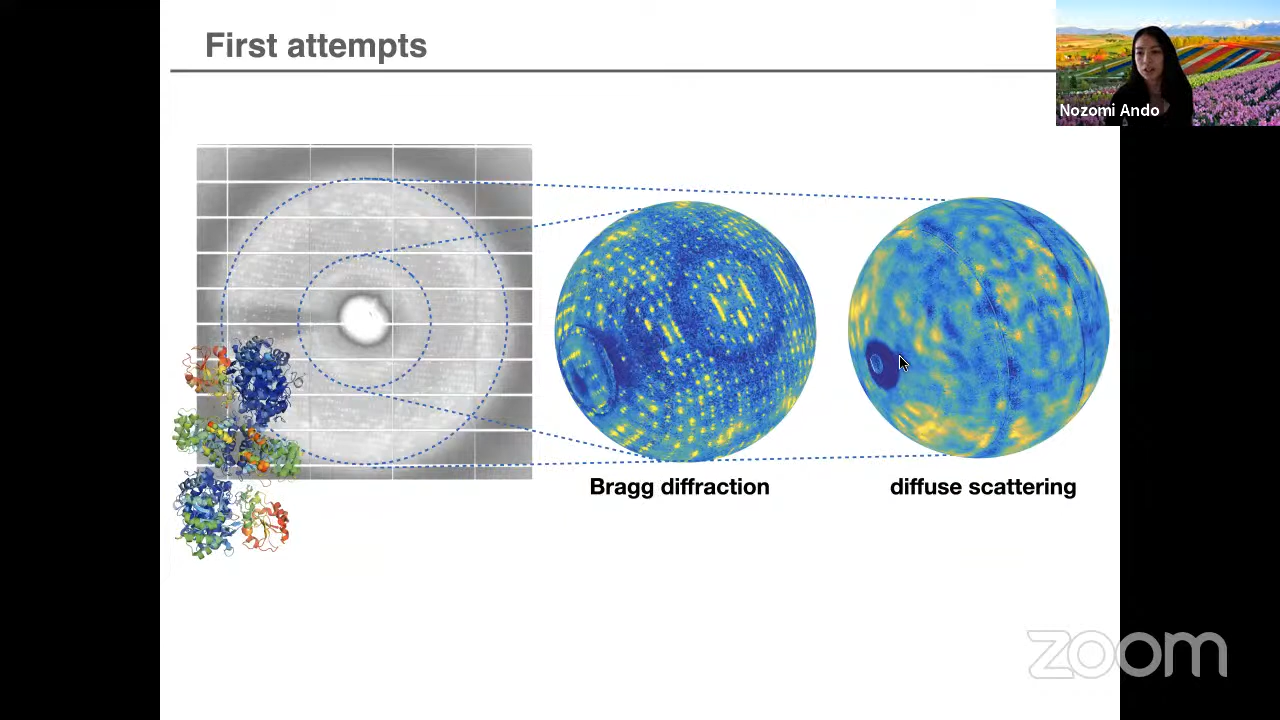 First attempts
Nozomi Ando
Bragg diffraction
diffuse scattering
zoom